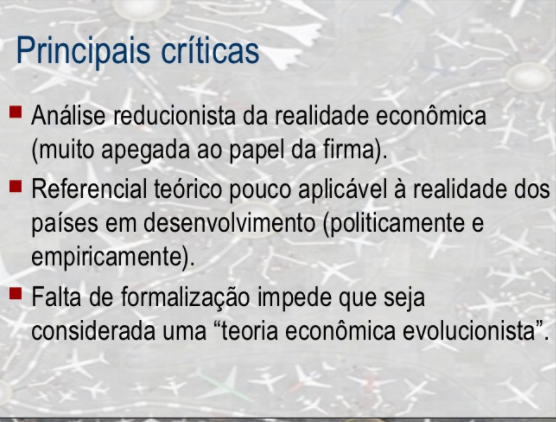 Principais críticas
Análise reducionista da realidade econômica
(muito apegada ao papel da firma).
Referencial teórico pouco aplicável à realidade dos
países em desenvolvimento (politicamente e
empiricamente).
Falta de formalização impede que seja
considerada uma “teoria econômica evolucionista”.